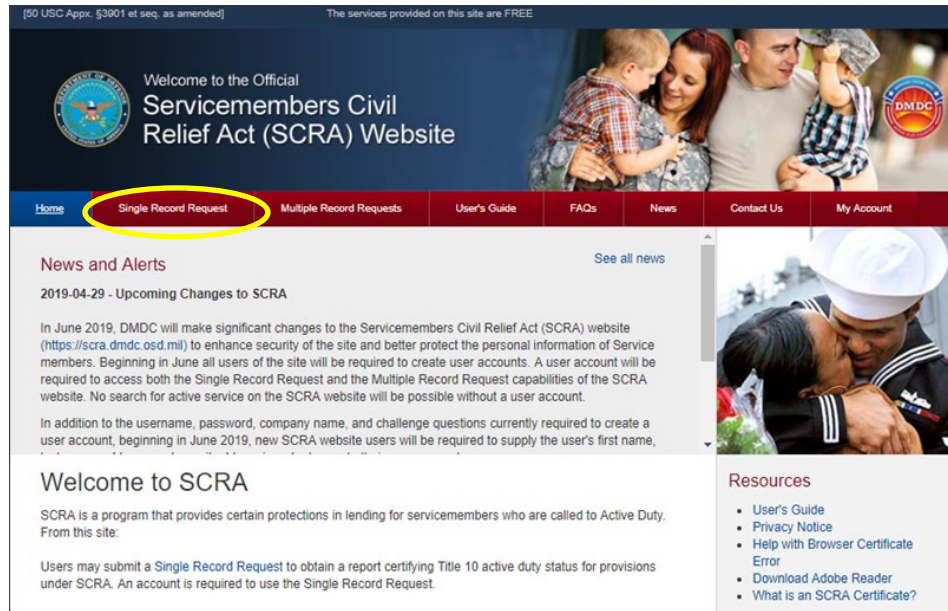 [50 USC Appx. §3901 et seq. as amended]
The services provided on this site are FREE
Welcome to the Official
Servicemembers Civil
Relief Act (SCRA) Website
DMDC
Home
Single Record Request
Multiple Record Requests
User's Guide
FAQs
News
Contact Us
My Account
News and Alerts
See all news
2019-04-29 - Upcoming Changes to SCRA
In June 2019, DMDC will make significant changes to the Servicemembers Civil Relief Act (SCRA) website
(https://scra.dmdc.osd.mil) to enhance security of the site and better protect the personal information of Service
members. Beginning in June all users of the site will be required to create user accounts. A user account will be
required to access both the Single Record Request and the Multiple Record Request capabilities of the SCRA
website. No search for active service on the SCRA website will be possible without a user account.
In addition to the username, password, company name, and challenge questions currently required to create a
user account, beginning in June 2019, new SCRA website users will be required to supply the user's first name,
Welcome to SCRA
SCRA is a program that provides certain protections in lending for servicemembers who are called to Active Duty.
From this site:
Users may submit a Single Record Request to obtain a report certifying Title 10 active duty status for provisions
under SCRA. An account is required to use the Single Record Request.
Resources
• User's Guide
• Privacy Notice
• Help with Browser Certificate
Error
• Download Adobe Reader
• What is an SCRA Certificate?